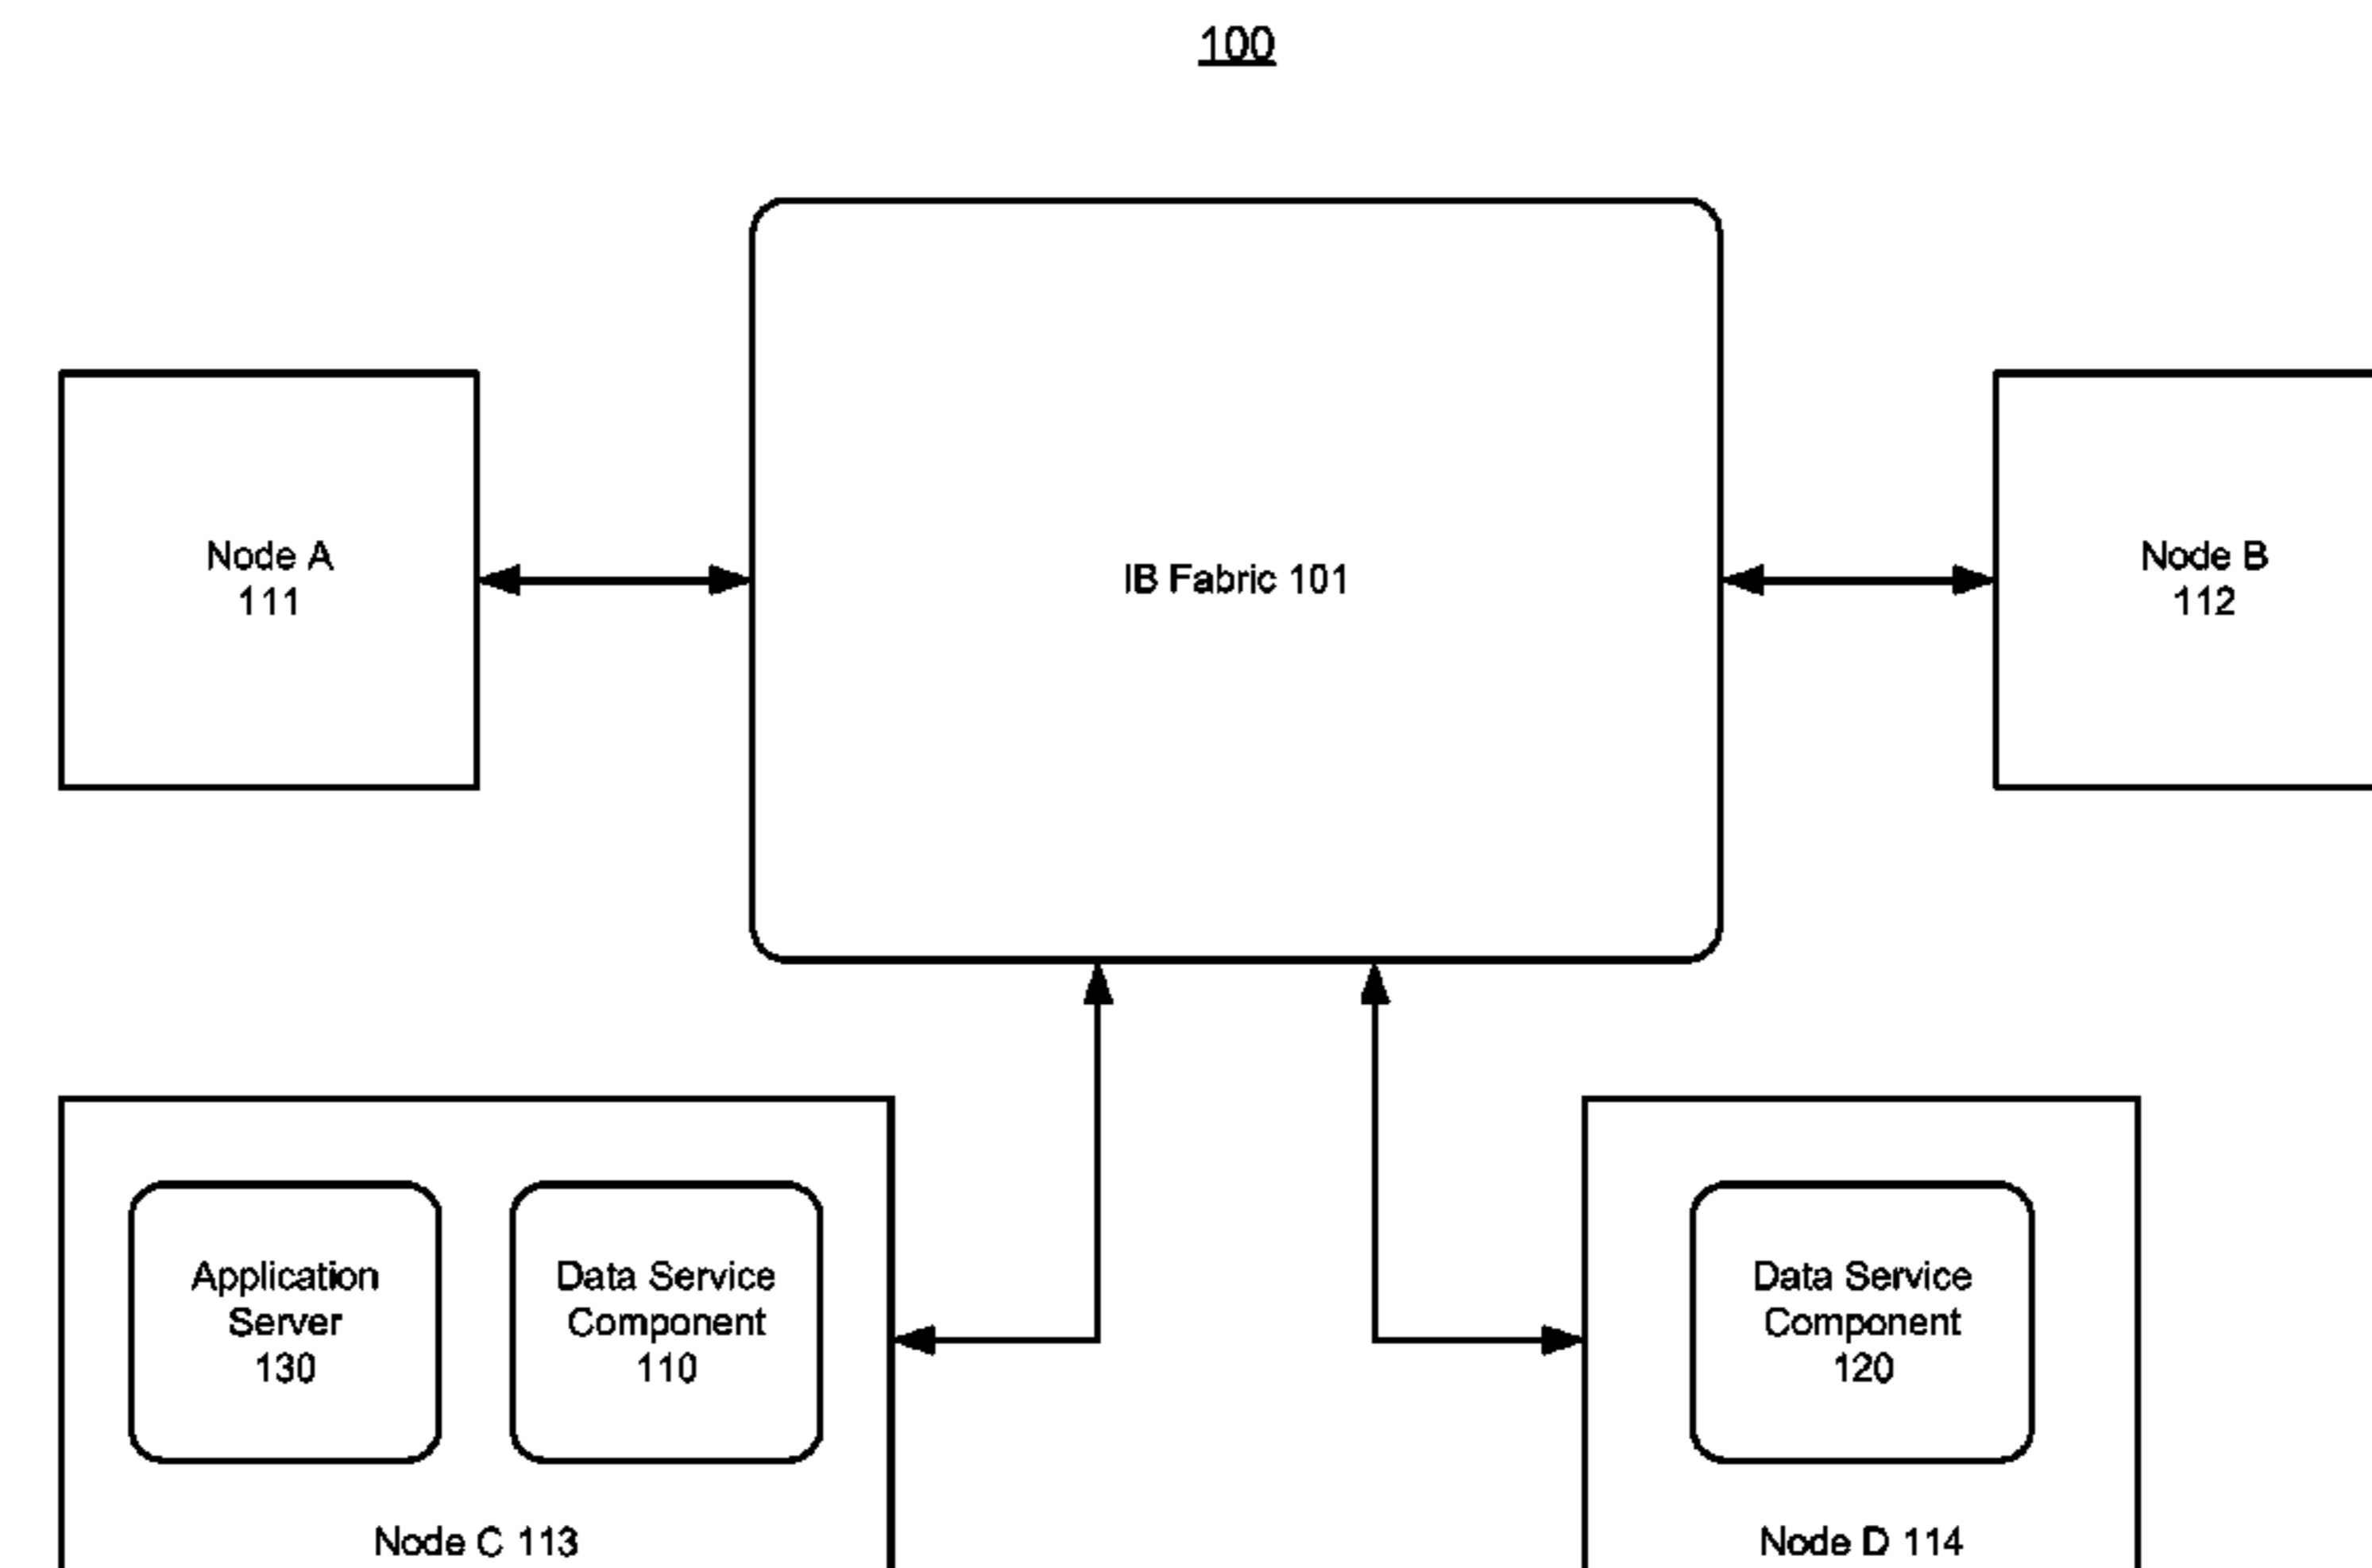 100
Node A
111
IB Fabric 101
Node B
112
Application
Server
130
Data Service
Component
110
Data Service
Component
120
Node C 113
Node D 114